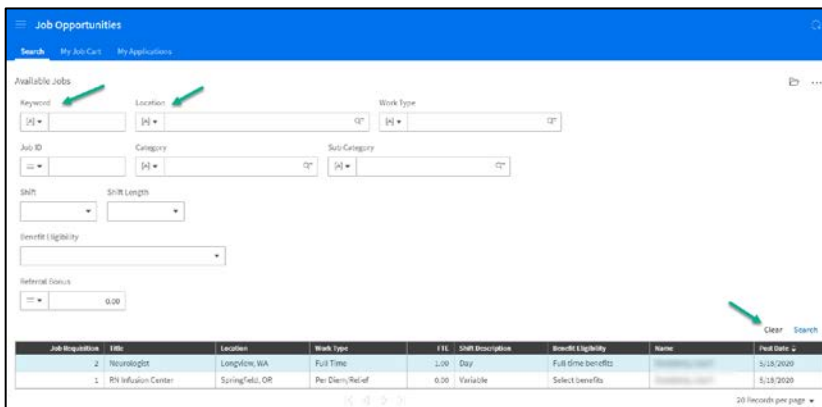 Job Opportunities
Search My Job Cart My Applications
Available Jobs
Keyword Location Work Type
[A] [A] [A]
Job ID Category Sub-Category
= [A] [A]
Shift Shift Length
Benefit Eligibility
Referral Bonus
= 0.00
Clear Search
Job Requisition Title Location Work Type FTE Shift Description Benefit Eligibility Name Post Date
2 Neurologist Longview, WA Full Time 1.00 Day Full time benefits 5/18/2020
1 RN Infusion Center Springfield, OR Per Diem/Relief 0.00 Variable Select benefits 5/18/2020
20 Records per page